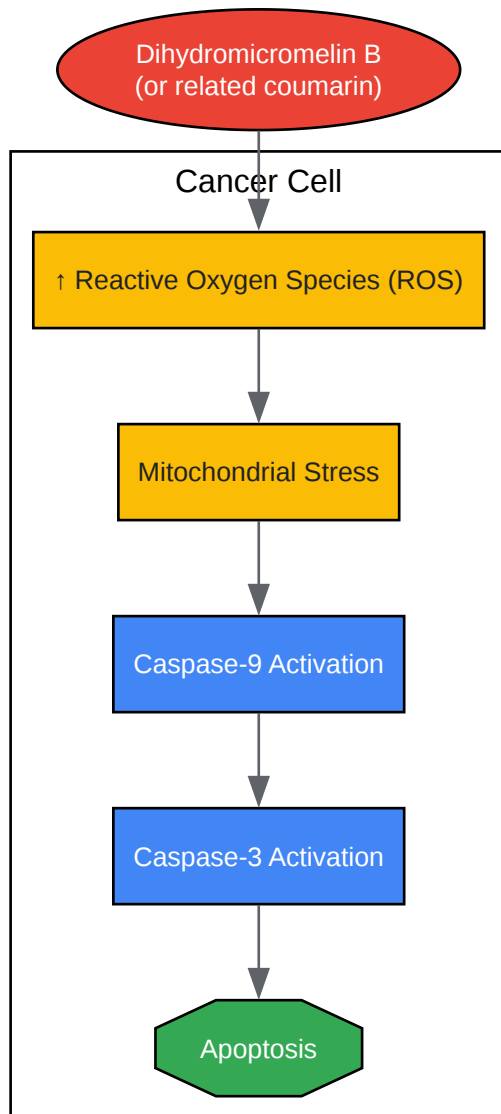 Dihydromicromelin B
(or related coumarin)
Cancer Cell
↑ Reactive Oxygen Species (ROS)
Mitochondrial Stress
Caspase-9 Activation
Caspase-3 Activation
Apoptosis